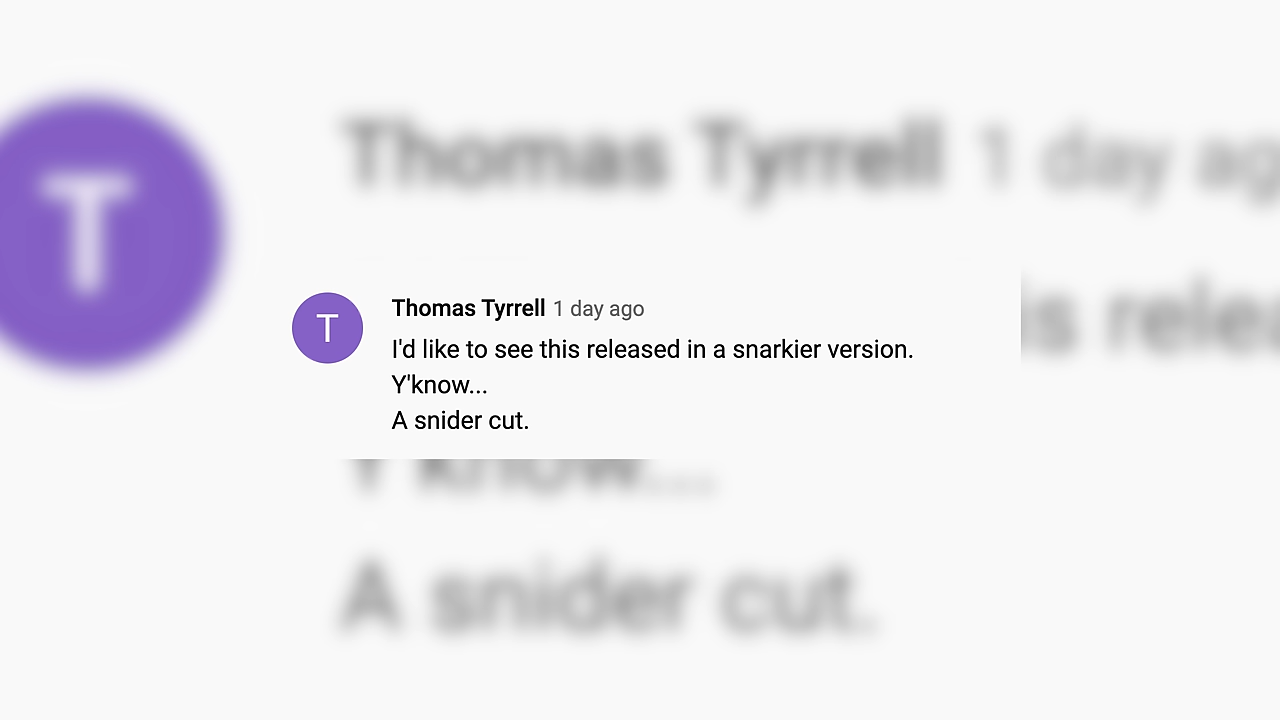 Thomas Tyrrell 1 day ago
T
I'd like to see this released in a snarkier version.
Y'know...
A snider cut.